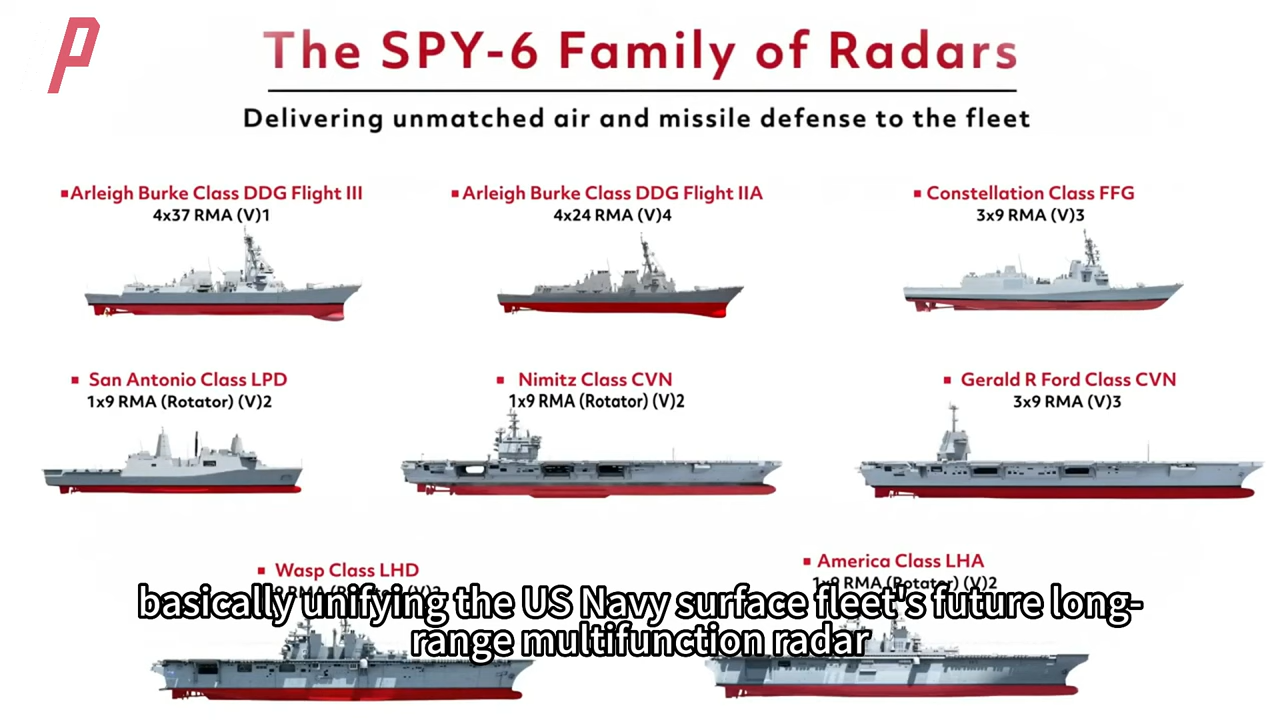 P
The SPY-6 Family of Radars
Delivering unmatched air and missile defense to the fleet
Arleigh Burke Class DDG Flight III
4x37 RMA (V)1
Arleigh Burke Class DDG Flight IIA
4x24 RMA (V)4
Constellation Class FFG
3x9 RMA (V)3
San Antonio Class LPD
1x9 RMA (Rotator) (V)2
Nimitz Class CVN
1x9 RMA (Rotator) (V)2
Gerald R Ford Class CVN
3x9 RMA (V)3
Wasp Class LHD
America Class LHA
1x9 RMA (Rotator) (V)2
basically unifying the US Navy surface fleet's future long-
range multifunction radar